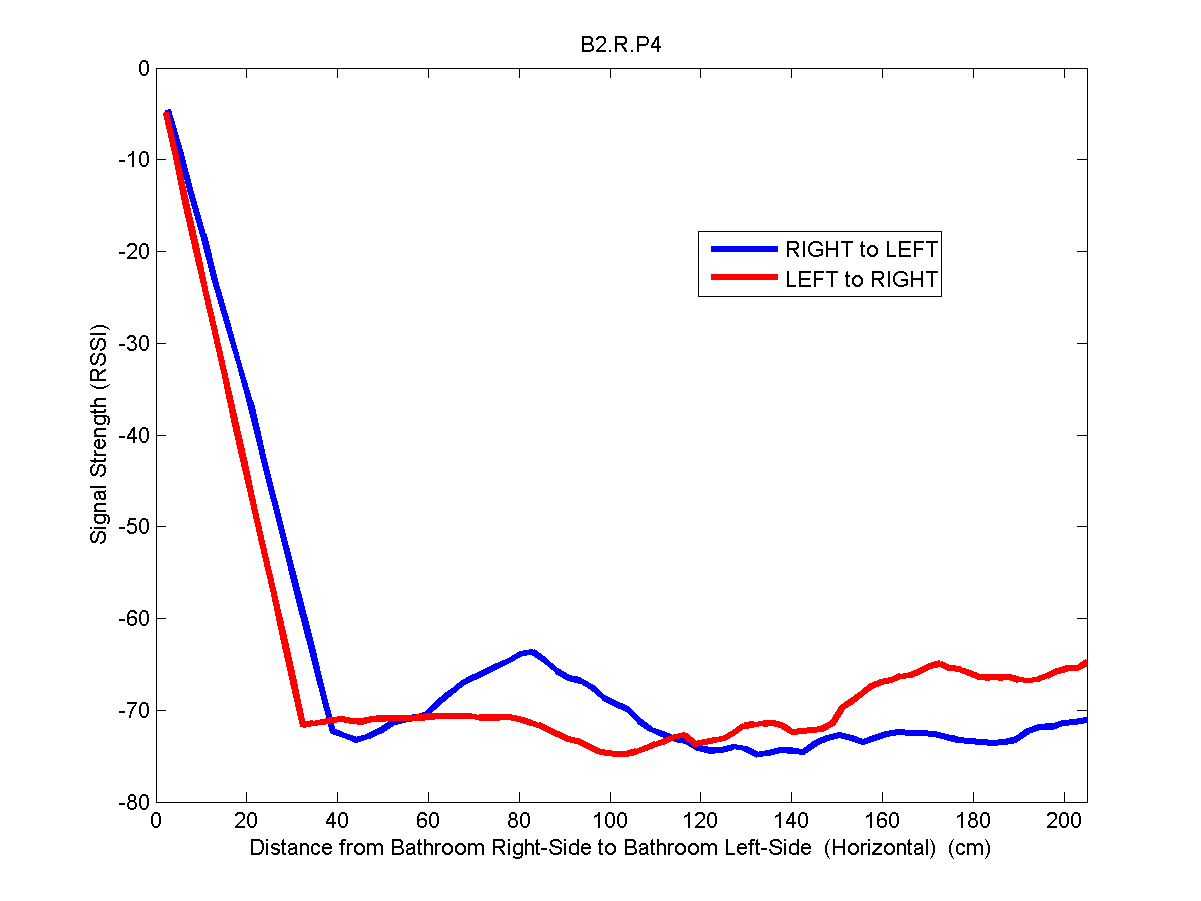 B2.R.P4
0
-10
-20
-30
-40
-50
-60
-70
-80
Signal Strength (RSSI)
RIGHT to LEFT
LEFT to RIGHT
0 20 40 60 80 100 120 140 160 180 200
Distance from Bathroom Right-Side to Bathroom Left-Side (Horizontal) (cm)